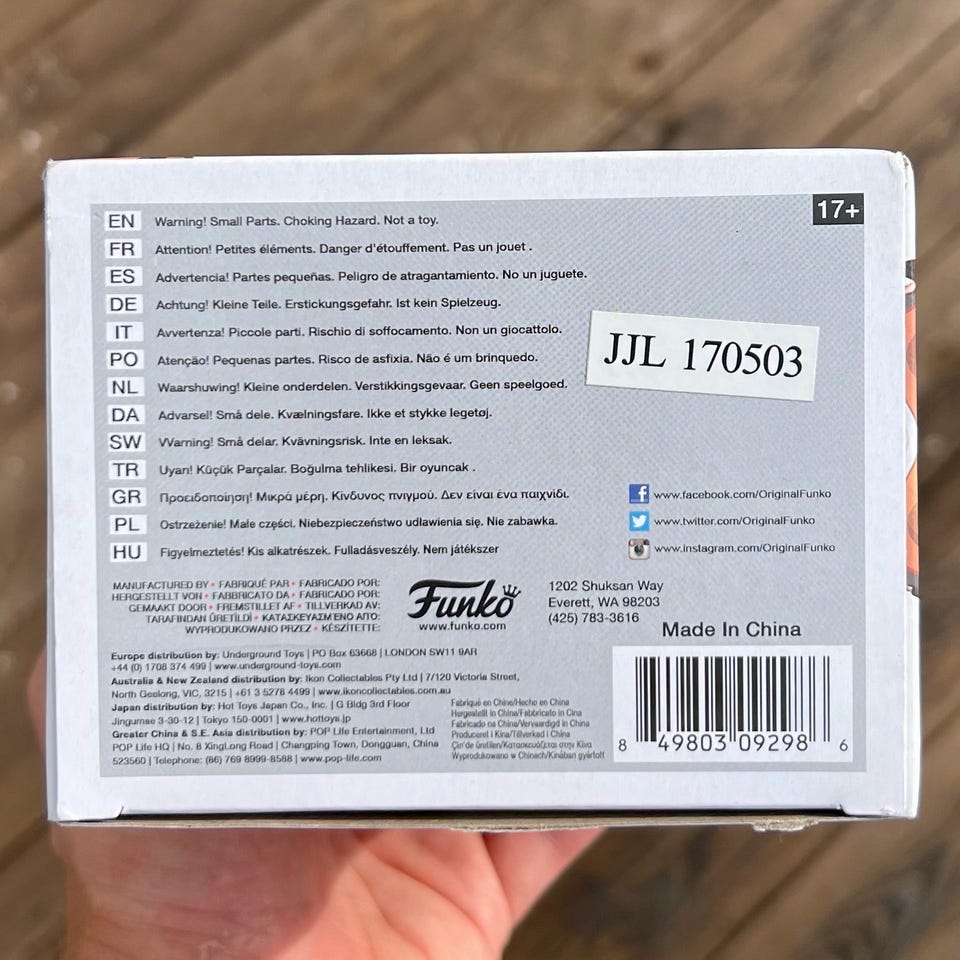 17+
EN Warning! Small Parts. Choking Hazard. Not a toy.
FR Attention! Petites éléments. Danger d'étouffement. Pas un jouet .
ES Advertencia! Partes pequeñas. Peligro de atragantamiento. No un juguete.
DE Achtung! Kleine Teile. Erstickungsgefahr. Ist kein Spielzeug.
IT Avvertenza! Piccole parti. Rischio di soffocamento. Non un giocattolo.
PO Atenção! Pequenas partes. Risco de asfixia. Não é um brinquedo.
NL Waarshuwing! Kleine onderdelen. Verstikkingsgevaar. Geen speelgoed.
DA Advarsel! Små dele. Kvælningsfare. Ikke et stykke legetøj.
SW Warning! Små delar. Kvävningsrisk. Inte en leksak.
TR Uyarı! Küçük Parçalar. Boğulma tehlikesi. Bir oyuncak .
GR Προειδοποίηση! Μικρά μέρη. Κίνδυνος πνιγμού. Δεν είναι ένα παιχνίδι.
PL Ostrzeżenie! Małe części. Niebezpieczeństwo udławienia się. Nie zabawka.
HU Figyelmeztetés! Kis alkatrészek. Fulladásveszély. Nem játékszer
JJL 170503
www.facebook.com/OriginalFunko
www.twitter.com/OriginalFunko
www.instagram.com/OriginalFunko
MANUFACTURED BY • FABRIQUÉ PAR • FABRICADO POR:
HERGESTELLT VON • FABBRICATO DA • FABRICADO POR:
GEMAAKT DOOR • FREMSTILLET AF • TILLVERKAD AV:
TARAFINDAN ÜRETİLDİ • ΚΑΤΑΣΚΕΥΑΣΜΈΝΟ ΑΠΌ:
WYPRODUKOWANO PRZEZ • KÉSZÍTETTE:
Funko
www.funko.com
1202 Shuksan Way
Everett, WA 98203
(425) 783-3616
Made In China
Europe distribution by: Underground Toys | PO Box 63668 | LONDON SW11 9AR
+44 (0) 1708 374 499 | www.underground-toys.com
Australia & New Zealand distribution by: Ikon Collectables Pty Ltd | 7/120 Victoria Street,
North Geelong, VIC, 3215 | +61 3 5278 4499 | www.ikoncollectables.com.au
Japan distribution by: Hot Toys Japan Co., Inc. | G Bldg 3rd Floor
Jingumae 3-30-12 | Tokyo 150-0001 | www.hottoys.jp
Greater China & S.E. Asia distribution by: POP Life Entertainment, Ltd
POP Life HQ | No. 8 XingLong Road | Changping Town, Dongguan, China
523560 | Telephone: (86) 769 8999-8588 | www.pop-life.com
Fabriqué en Chine/Hecho en China
Hergestellt in China/Fabbricato in Cina
Fabricado na China/Vervaardigd in China
Produceret i Kina/Tillverkad i China
Çin'de üretilen/Κατασκευάζεται στην Κίνα
Wyprodukowano w Chinach/Kínában gyártott
8 49803 09298 6